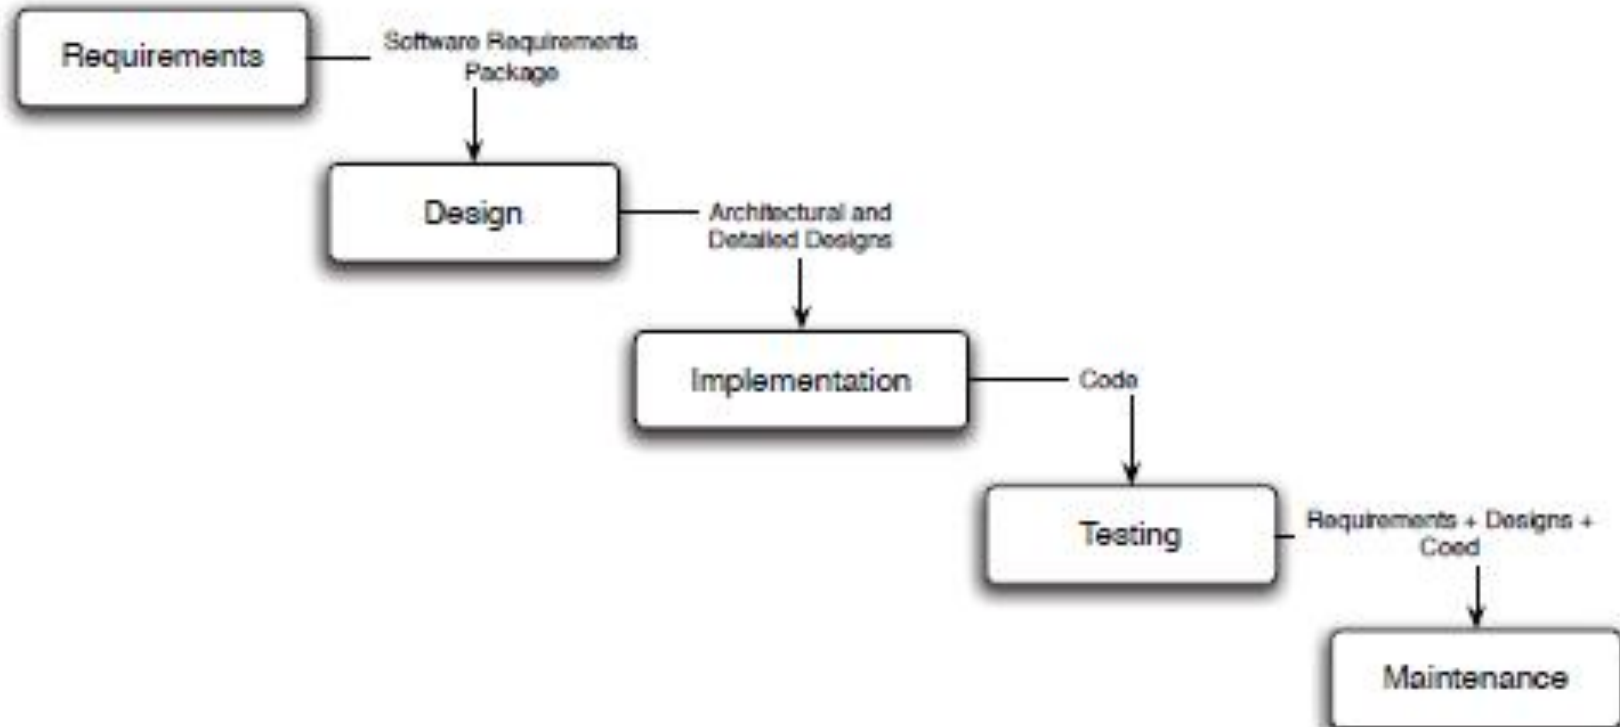 Requirements
Software Requirements
Package
Design
Architectural and
Detailed Designs
Implementation
Code
Testing
Requirements + Designs +
Coed
Maintenance